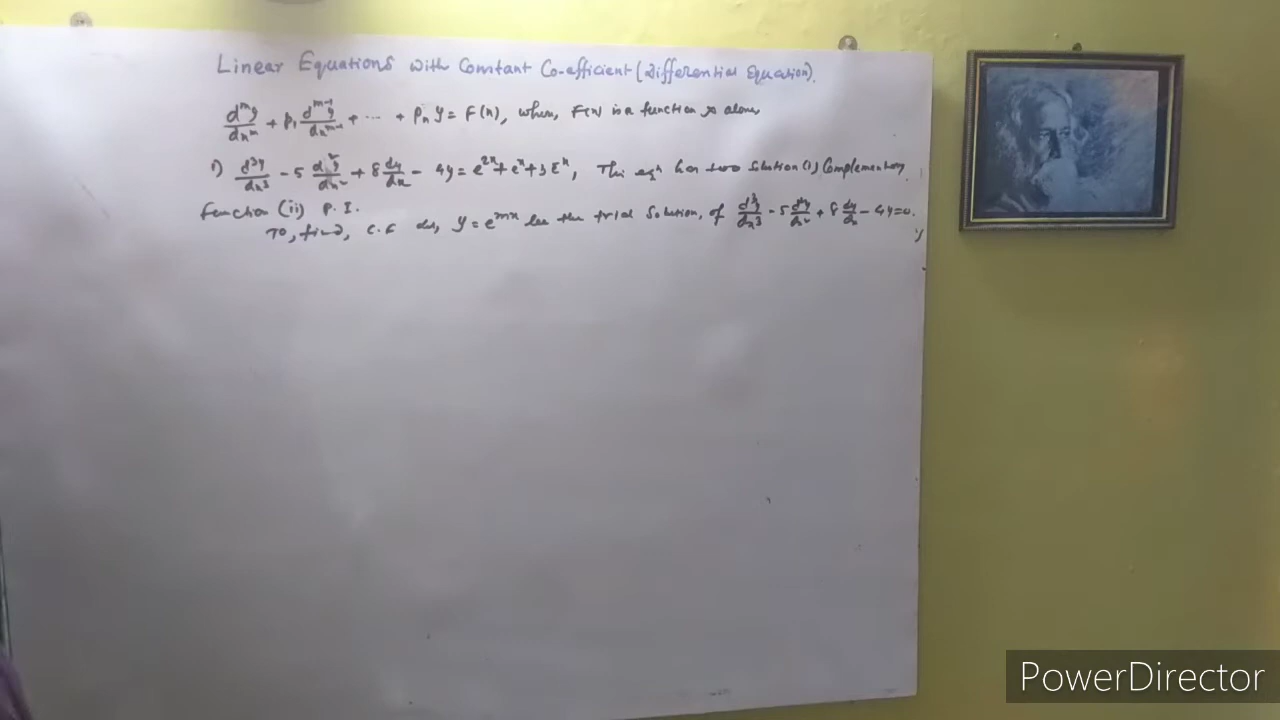 Linear Equations with Constant Co-efficient (Differential Equation).
d^n y/dx^n + P₁ d^(n-1) y/dx^(n-1) + ... + Pₙ y = F(x), where, F(x) is a function x alone
1) d³y/dx³ - 5 d²y/dx² + 8 dy/dx - 4y = e^2x + e^x + 3 e^x, This eqn has two solution (i) Complementary
function (ii) P.I.
To, find, C.F let, y = e^mx be the trial solution, of d³y/dx³ - 5 d²y/dx² + 8 dy/dx - 4y = 0.
PowerDirector